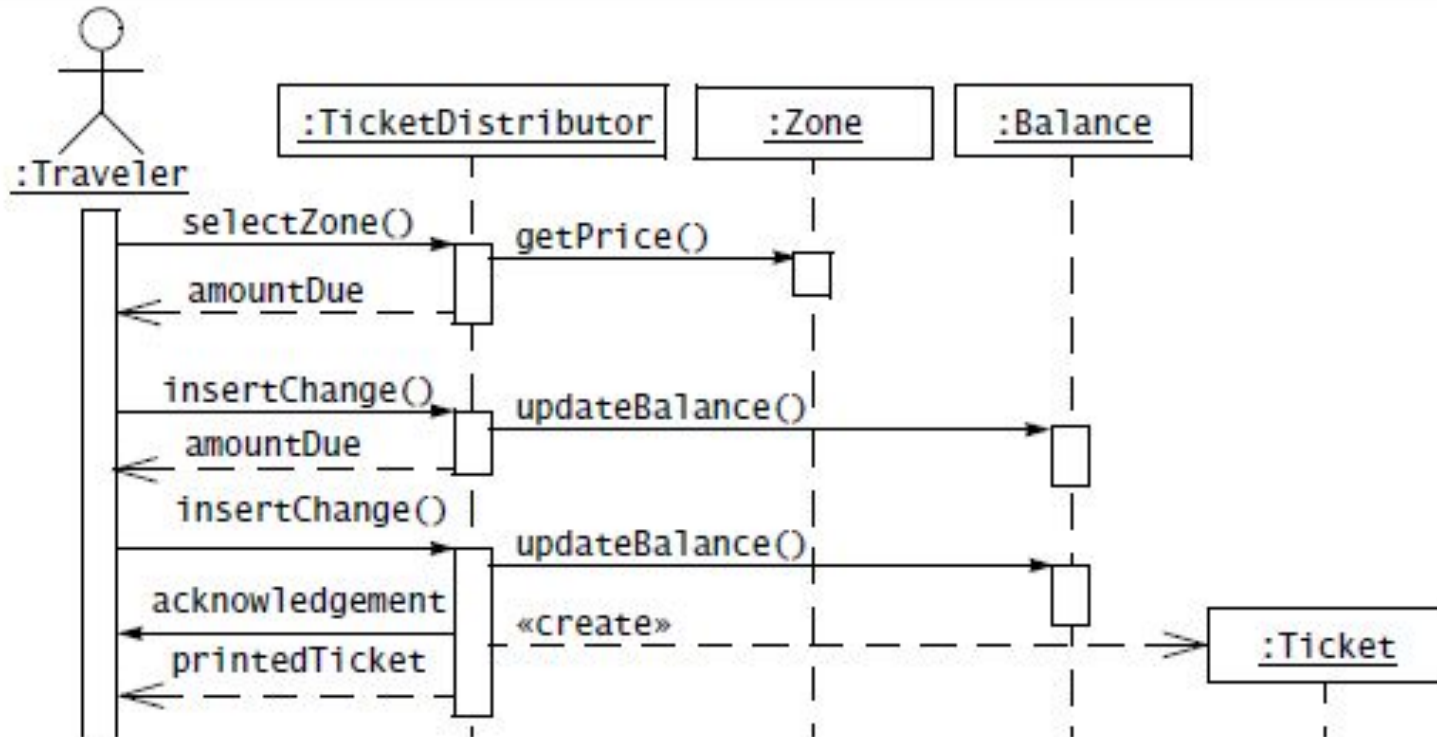 :Traveler
:TicketDistributor
:Zone
:Balance
selectZone()
getPrice()
amountDue
insertChange()
updateBalance()
amountDue
insertChange()
updateBalance()
acknowledgement
«create»
:Ticket
printedTicket